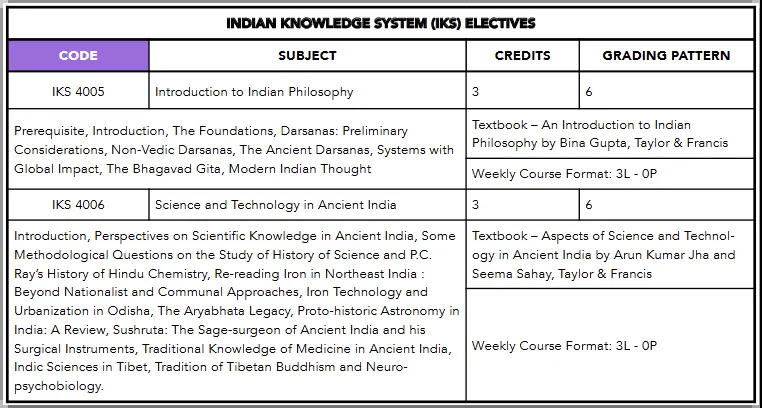 INDIAN KNOWLEDGE SYSTEM (IKS) ELECTIVES
CODE SUBJECT CREDITS GRADING PATTERN
IKS 4005 Introduction to Indian Philosophy 3 6
Prerequisite, Introduction, The Foundations, Darsanas: Preliminary
Considerations, Non-Vedic Darsanas, The Ancient Darsanas, Systems with
Global Impact, The Bhagavad Gita, Modern Indian Thought
Textbook – An Introduction to Indian
Philosophy by Bina Gupta, Taylor & Francis
Weekly Course Format: 3L - 0P
IKS 4006 Science and Technology in Ancient India 3 6
Introduction, Perspectives on Scientific Knowledge in Ancient India, Some
Methodological Questions on the Study of History of Science and P.C.
Ray's History of Hindu Chemistry, Re-reading Iron in Northeast India :
Beyond Nationalist and Communal Approaches, Iron Technology and
Urbanization in Odisha, The Aryabhata Legacy, Proto-historic Astronomy in
India: A Review, Sushruta: The Sage-surgeon of Ancient India and his
Surgical Instruments, Traditional Knowledge of Medicine in Ancient India,
Indic Sciences in Tibet, Tradition of Tibetan Buddhism and Neuro-
psychobiology.
Textbook – Aspects of Science and Technol-
ogy in Ancient India by Arun Kumar Jha and
Seema Sahay, Taylor & Francis
Weekly Course Format: 3L - 0P